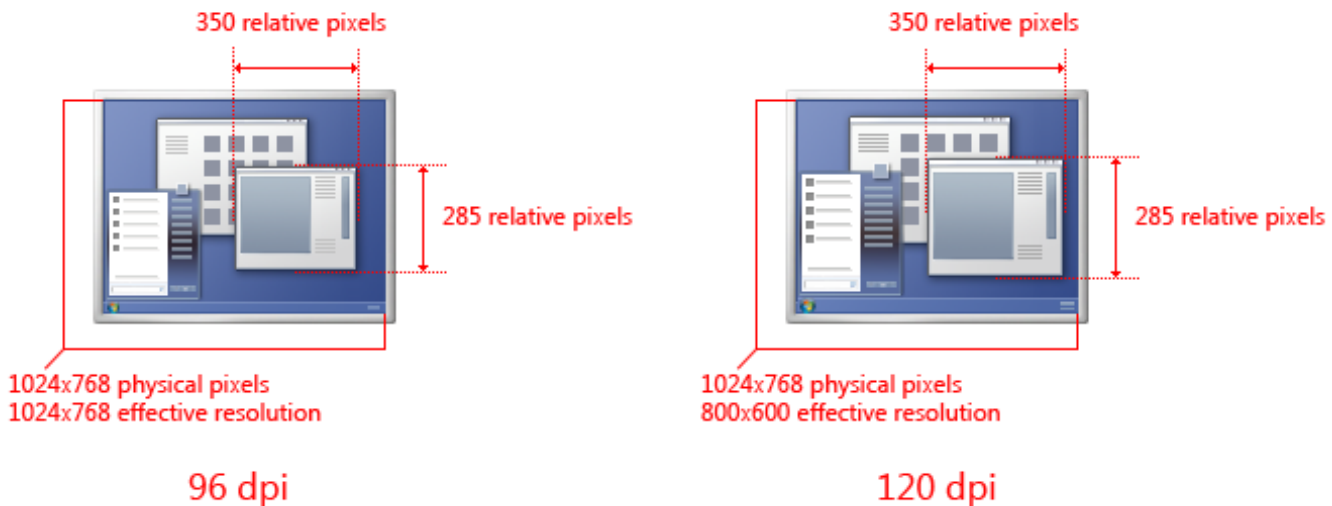 350 relative pixels
285 relative pixels
1024x768 physical pixels
1024x768 effective resolution
96 dpi
350 relative pixels
285 relative pixels
1024x768 physical pixels
800x600 effective resolution
120 dpi